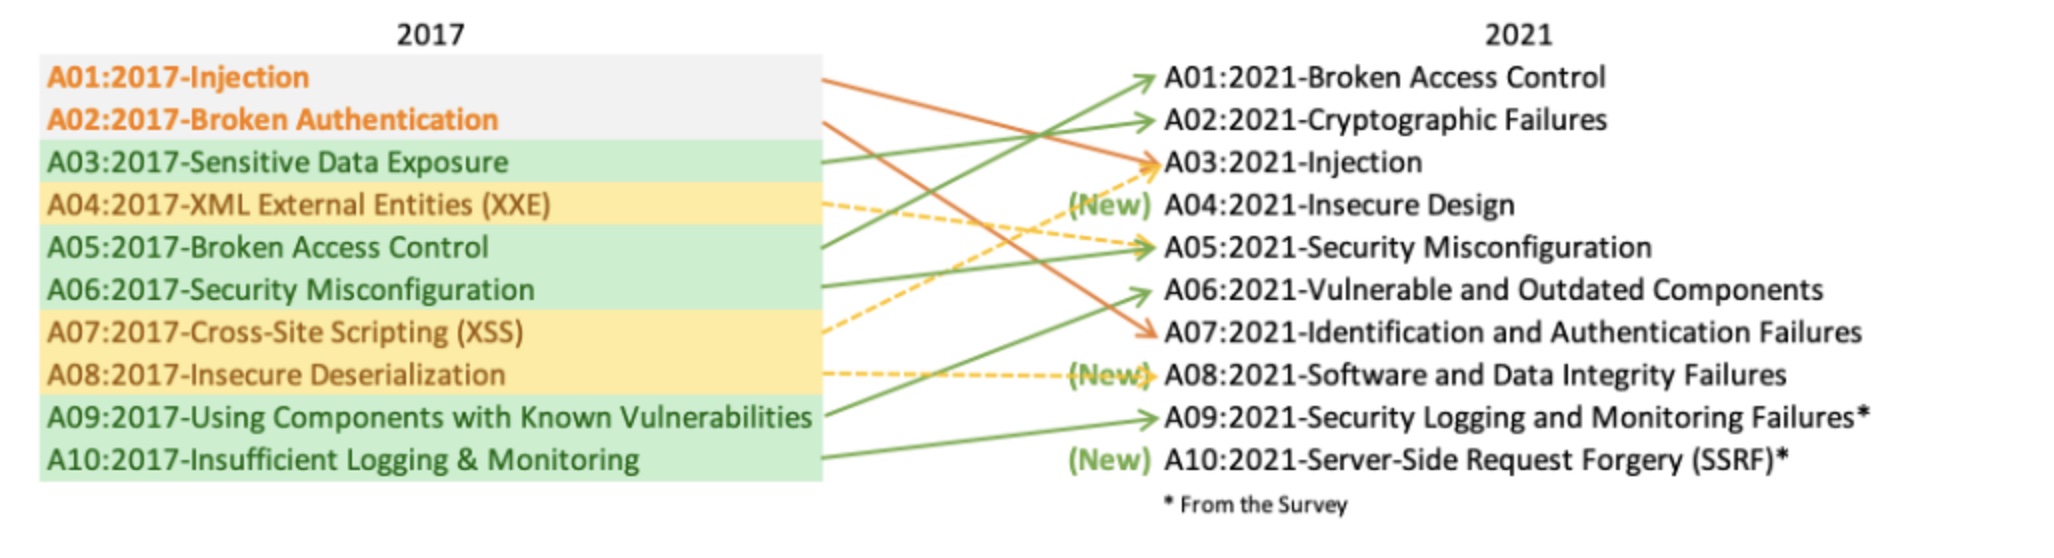 2017
A01:2017-Injection
A02:2017-Broken Authentication
A03:2017-Sensitive Data Exposure
A04:2017-XML External Entities (XXE)
A05:2017-Broken Access Control
A06:2017-Security Misconfiguration
A07:2017-Cross-Site Scripting (XSS)
A08:2017-Insecure Deserialization
A09:2017-Using Components with Known Vulnerabilities
A10:2017-Insufficient Logging & Monitoring
2021
A01:2021-Broken Access Control
A02:2021-Cryptographic Failures
A03:2021-Injection
(New) A04:2021-Insecure Design
A05:2021-Security Misconfiguration
A06:2021-Vulnerable and Outdated Components
A07:2021-Identification and Authentication Failures
(New) A08:2021-Software and Data Integrity Failures
A09:2021-Security Logging and Monitoring Failures*
(New) A10:2021-Server-Side Request Forgery (SSRF)*
* From the Survey